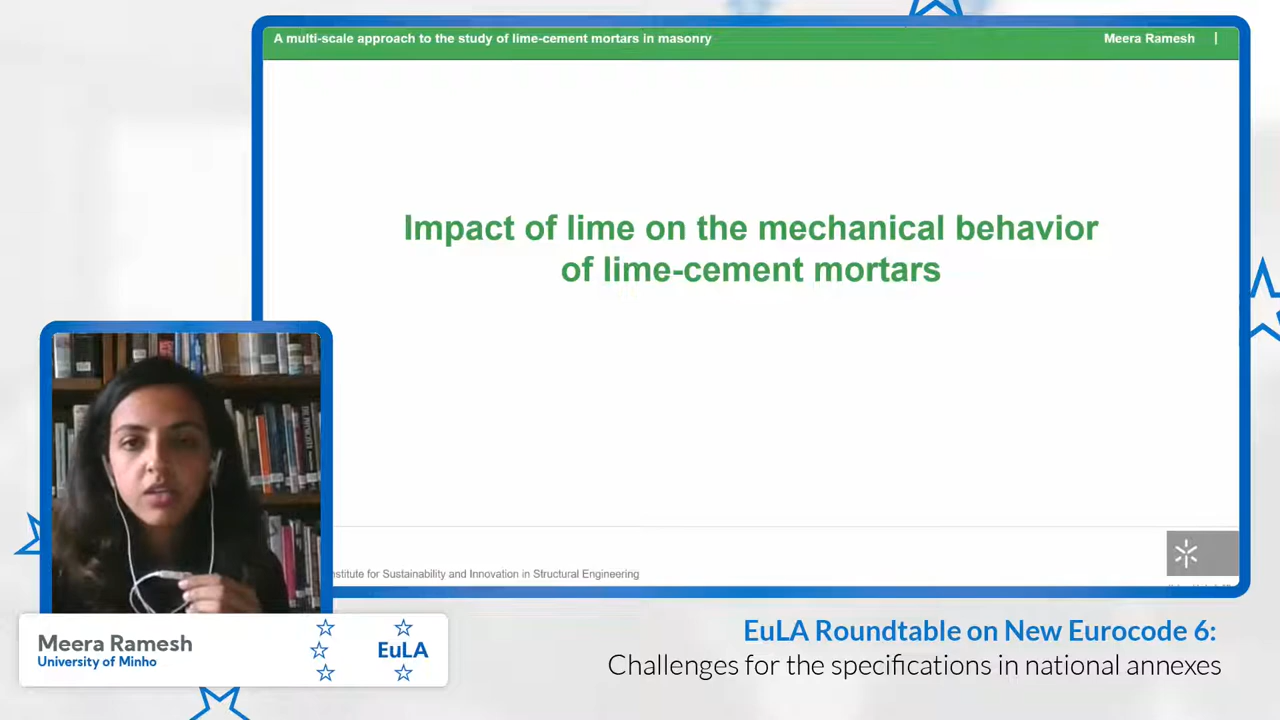 A multi-scale approach to the study of lime-cement mortars in masonry
Meera Ramesh |
Impact of lime on the mechanical behavior
of lime-cement mortars
for Sustainability and Innovation in Structural Engineering
Meera Ramesh
University of Minho
EuLA
EuLA Roundtable on New Eurocode 6:
Challenges for the specifications in national annexes